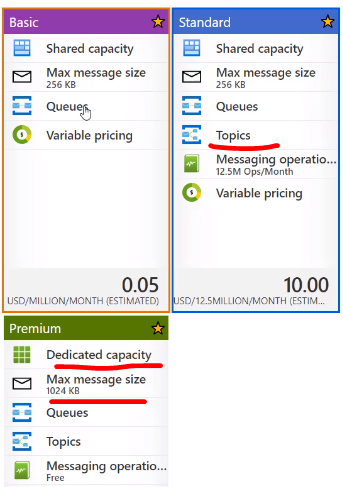 Basic
Shared capacity
Max message size
256 KB
Queues
Variable pricing
0.05
USD/MILLION/MONTH (ESTIMATED)
Standard
Shared capacity
Max message size
256 KB
Queues
Topics
Messaging operatio...
12.5M Ops/Month
Variable pricing
10.00
USD/12.5MILLION/MONTH (ESTIM...
Premium
Dedicated capacity
Max message size
1024 KB
Queues
Topics
Messaging operatio...
Free